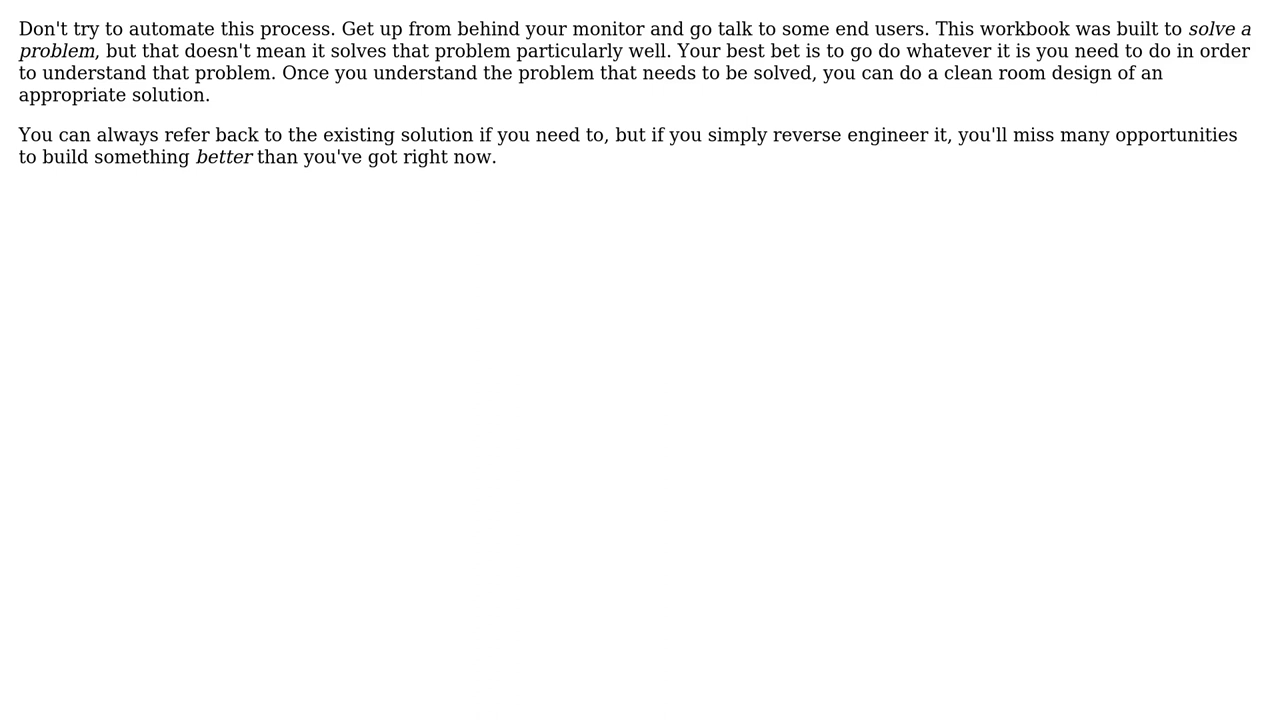 Don't try to automate this process. Get up from behind your monitor and go talk to some end users. This workbook was built to solve a
problem, but that doesn't mean it solves that problem particularly well. Your best bet is to go do whatever it is you need to do in order
to understand that problem. Once you understand the problem that needs to be solved, you can do a clean room design of an
appropriate solution.
You can always refer back to the existing solution if you need to, but if you simply reverse engineer it, you'll miss many opportunities
to build something better than you've got right now.